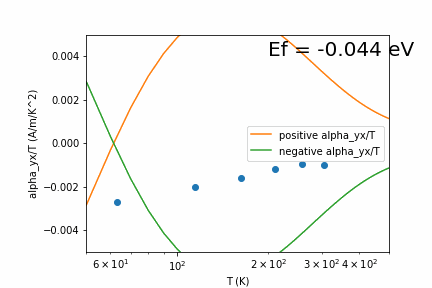 Ef = -0.044 eV
0.004
0.002
0.000
−0.002
−0.004
alpha_yx/T (A/m/K^2)
positive alpha_yx/T
negative alpha_yx/T
6 × 10¹
10²
2 × 10²
3 × 10²
4 × 10²
T (K)